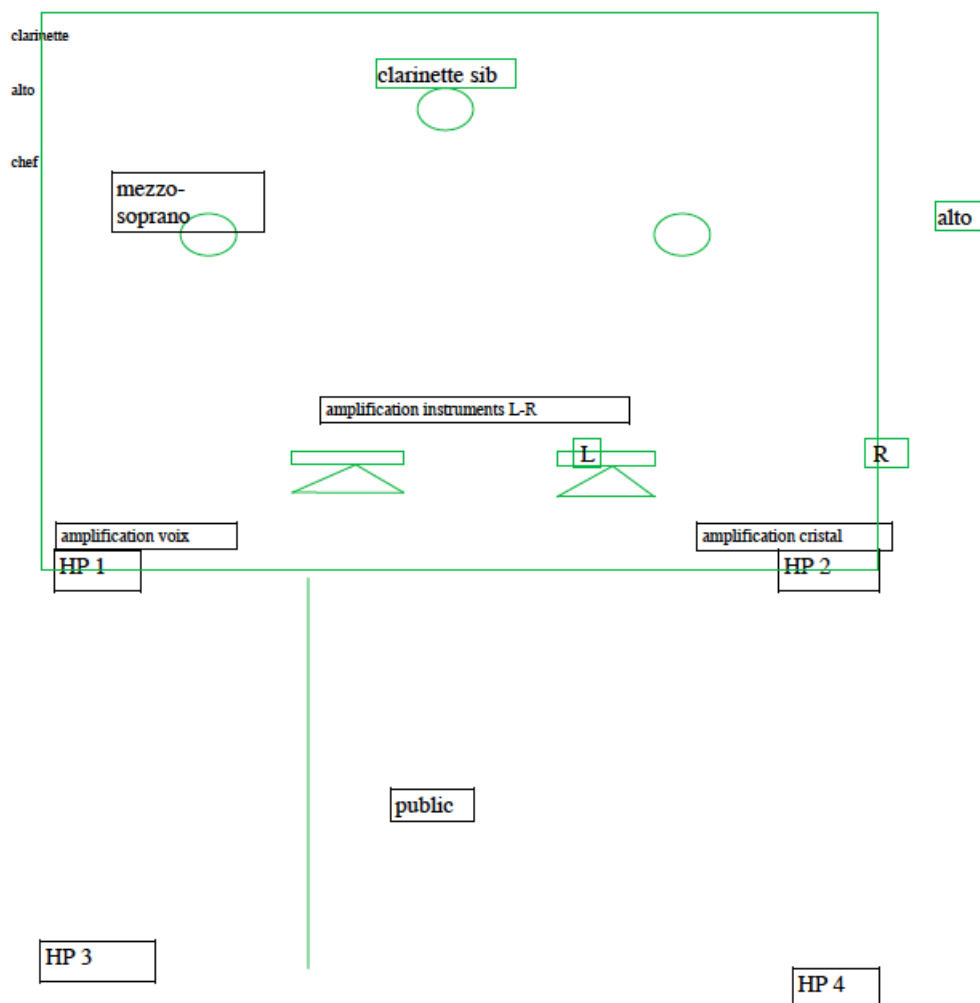 clarinette
clarinette sib
alto
chef
mezzo-
soprano
alto
amplification instruments L-R
L
R
amplification voix
amplification cristal
HP 1
HP 2
public
HP 3
HP 4